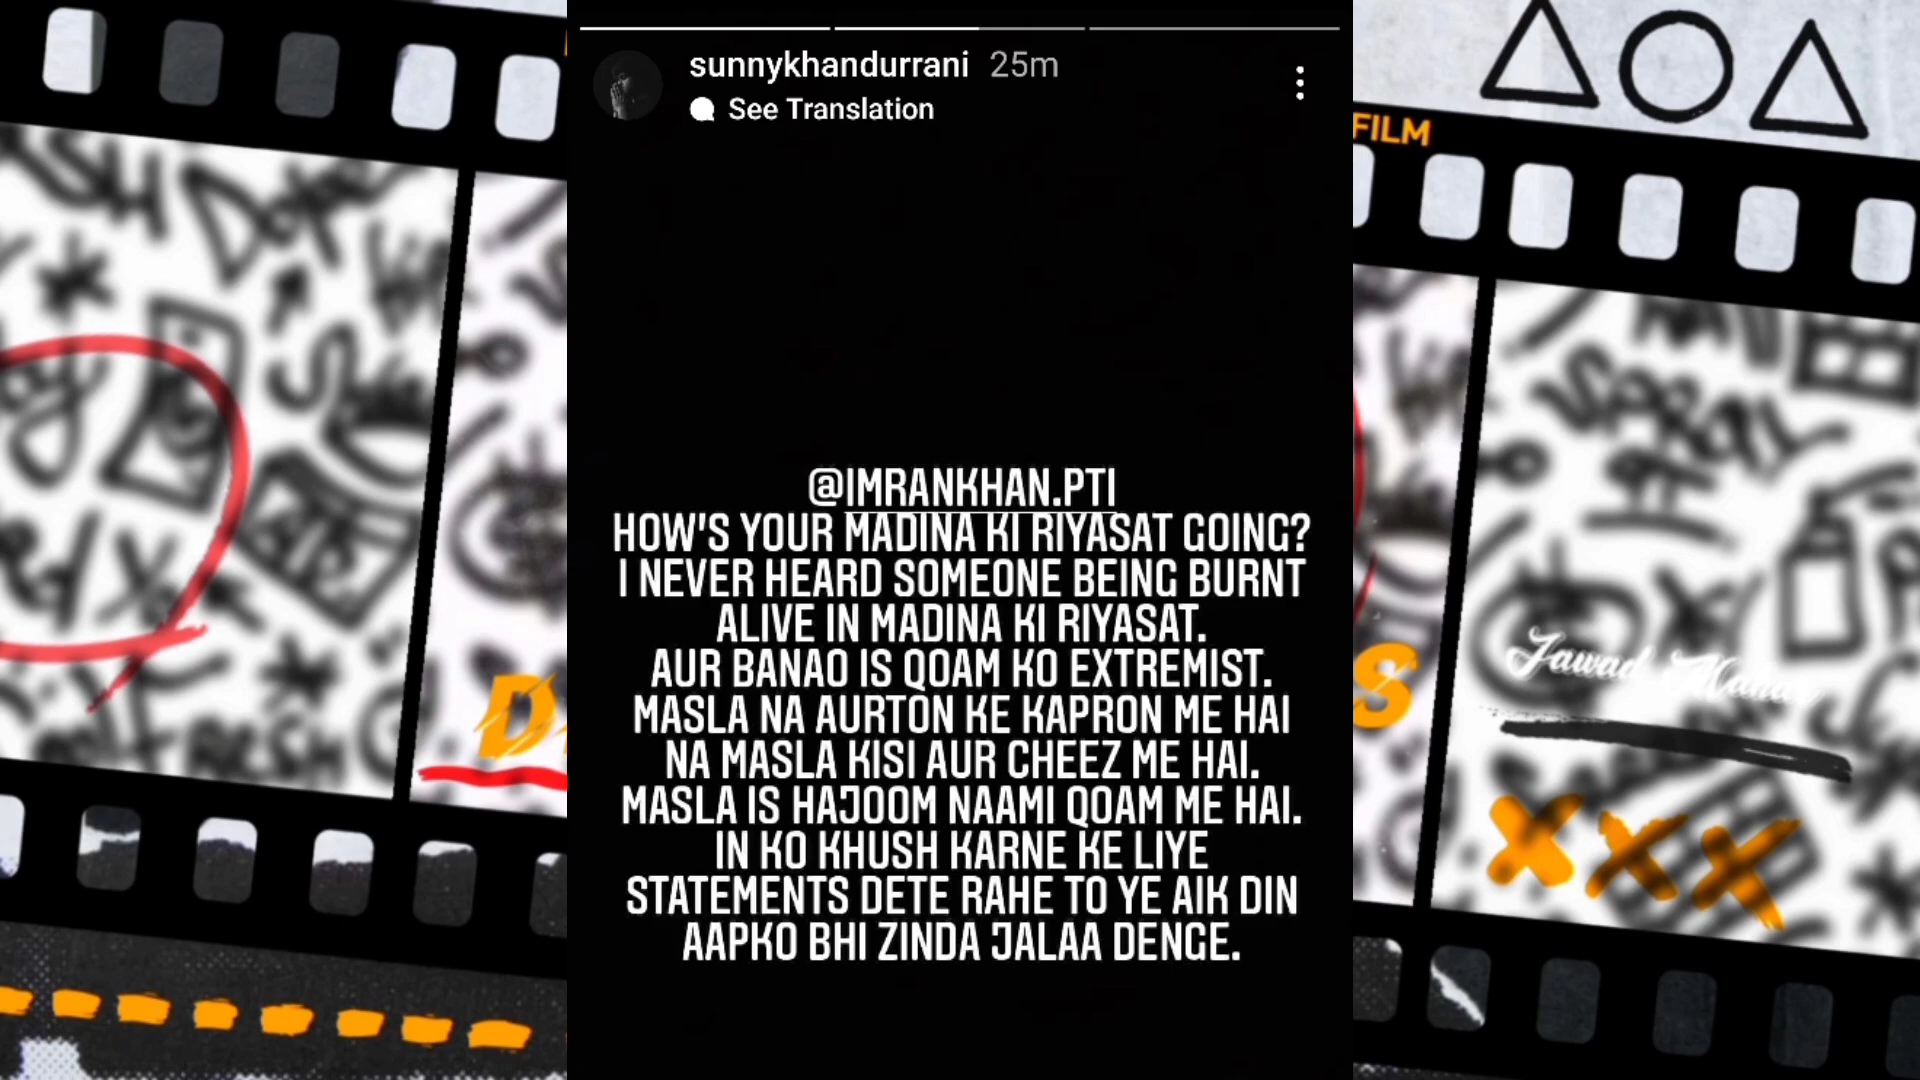 sunnykhandurrani 25m
See Translation
@IMRANKHAN.PTI
HOW'S YOUR MADINA KI RIYASAT GOING?
I NEVER HEARD SOMEONE BEING BURNT
ALIVE IN MADINA KI RIYASAT.
AUR BANAO IS QOAM KO EXTREMIST.
MASLA NA AURTON KE KAPRON ME HAI
NA MASLA KISI AUR CHEEZ ME HAI.
MASLA IS HAJOOM NAAMI QOAM ME HAI.
IN KO KHUSH KARNE KE LIYE
STATEMENTS DETE RAHE TO YE AIK DIN
AAPKO BHI ZINDA JALAA DENGE.
FILM
D
S
Jawad
XXX